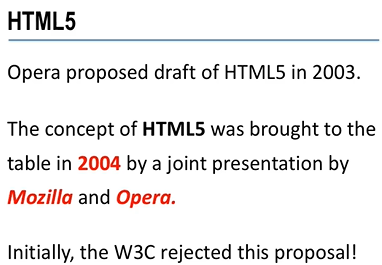 HTML5
Opera proposed draft of HTML5 in 2003.
The concept of HTML5 was brought to the
table in 2004 by a joint presentation by
Mozilla and Opera.
Initially, the W3C rejected this proposal!